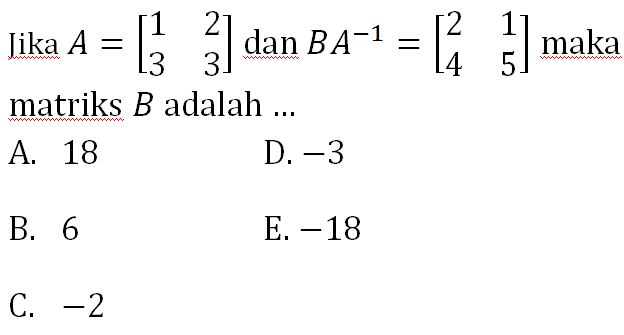 Jika A = [1 2 3 3] dan BA⁻¹ = [2 1 4 5] maka
matriks B adalah ...
A. 18 D. −3
B. 6 E. −18
C. −2